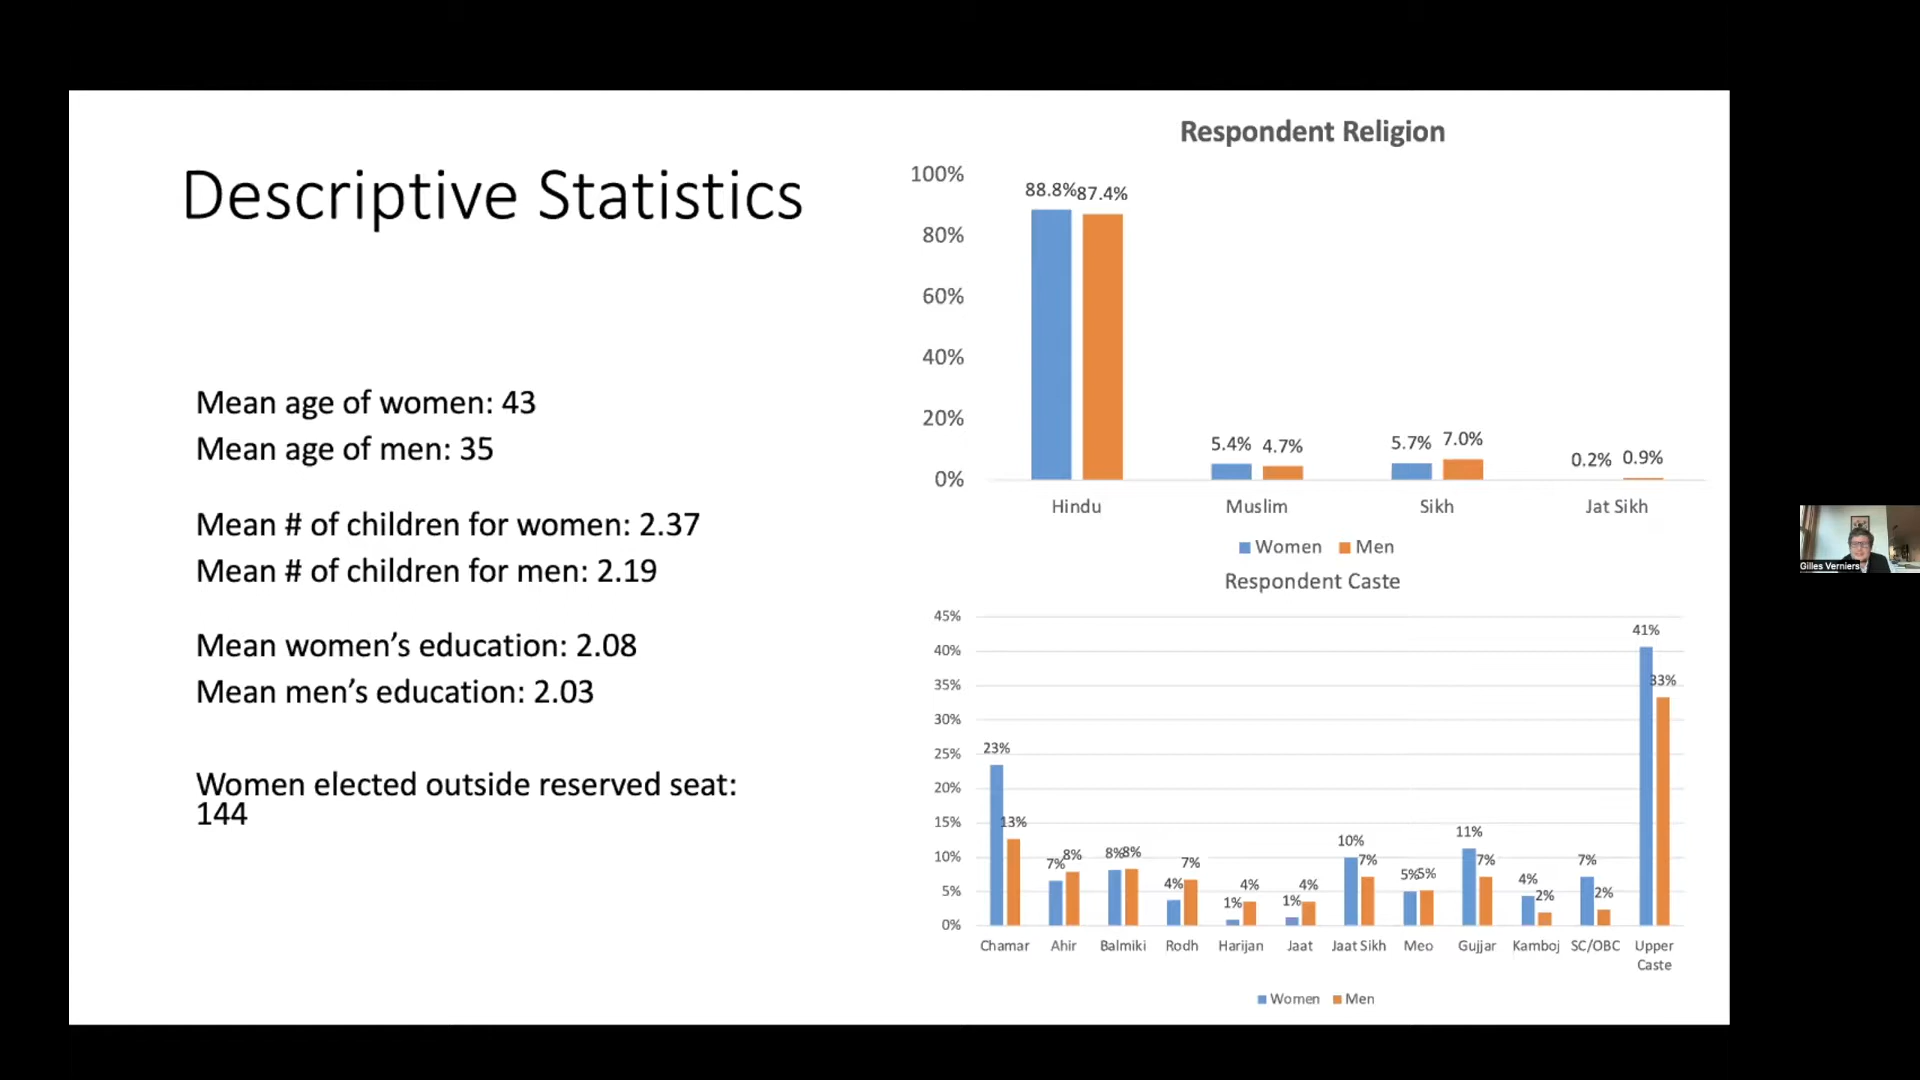 Descriptive Statistics
Mean age of women: 43
Mean age of men: 35
Mean # of children for women: 2.37
Mean # of children for men: 2.19
Mean women’s education: 2.08
Mean men’s education: 2.03
Women elected outside reserved seat:
144
Respondent Religion
100%
80%
60%
40%
20%
0%
88.8% 87.4%
5.4% 4.7%
5.7% 7.0%
0.2% 0.9%
Hindu Muslim Sikh Jat Sikh
Women Men
Respondent Caste
45%
40%
35%
30%
25%
20%
15%
10%
5%
0%
23% 13%
7% 8%
8% 8%
4% 7%
1% 4%
1% 4%
10% 7%
5% 5%
11% 7%
4% 2%
7% 2%
41% 33%
Chamar Ahir Balmiki Rodh Harijan Jaat Jaat Sikh Meo Gujjar Kamboj SC/OBC Upper
Caste
Women Men
Gilles Verniers